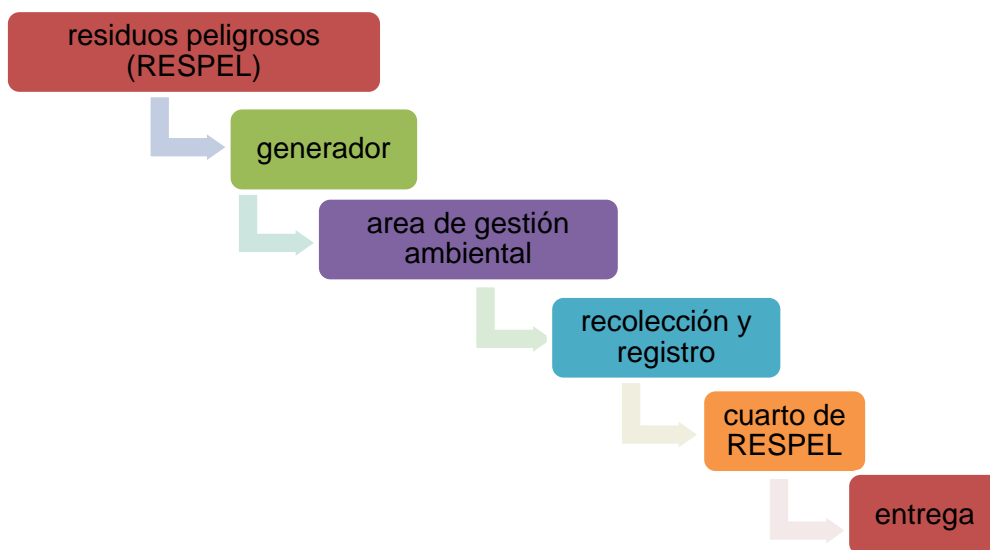 residuos peligrosos
(RESPEL)
generador
area de gestión
ambiental
recolección y
registro
cuarto de
RESPEL
entrega